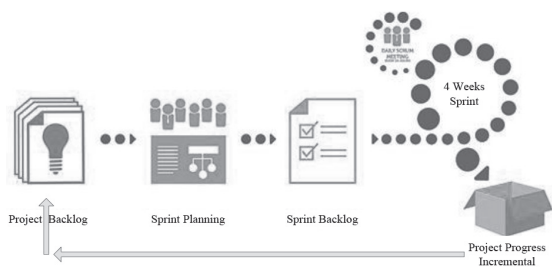 DAILY SCRUM
MEETING
4 Weeks
Sprint
Project Backlog
Sprint Planning
Sprint Backlog
Project Progress
Incremental